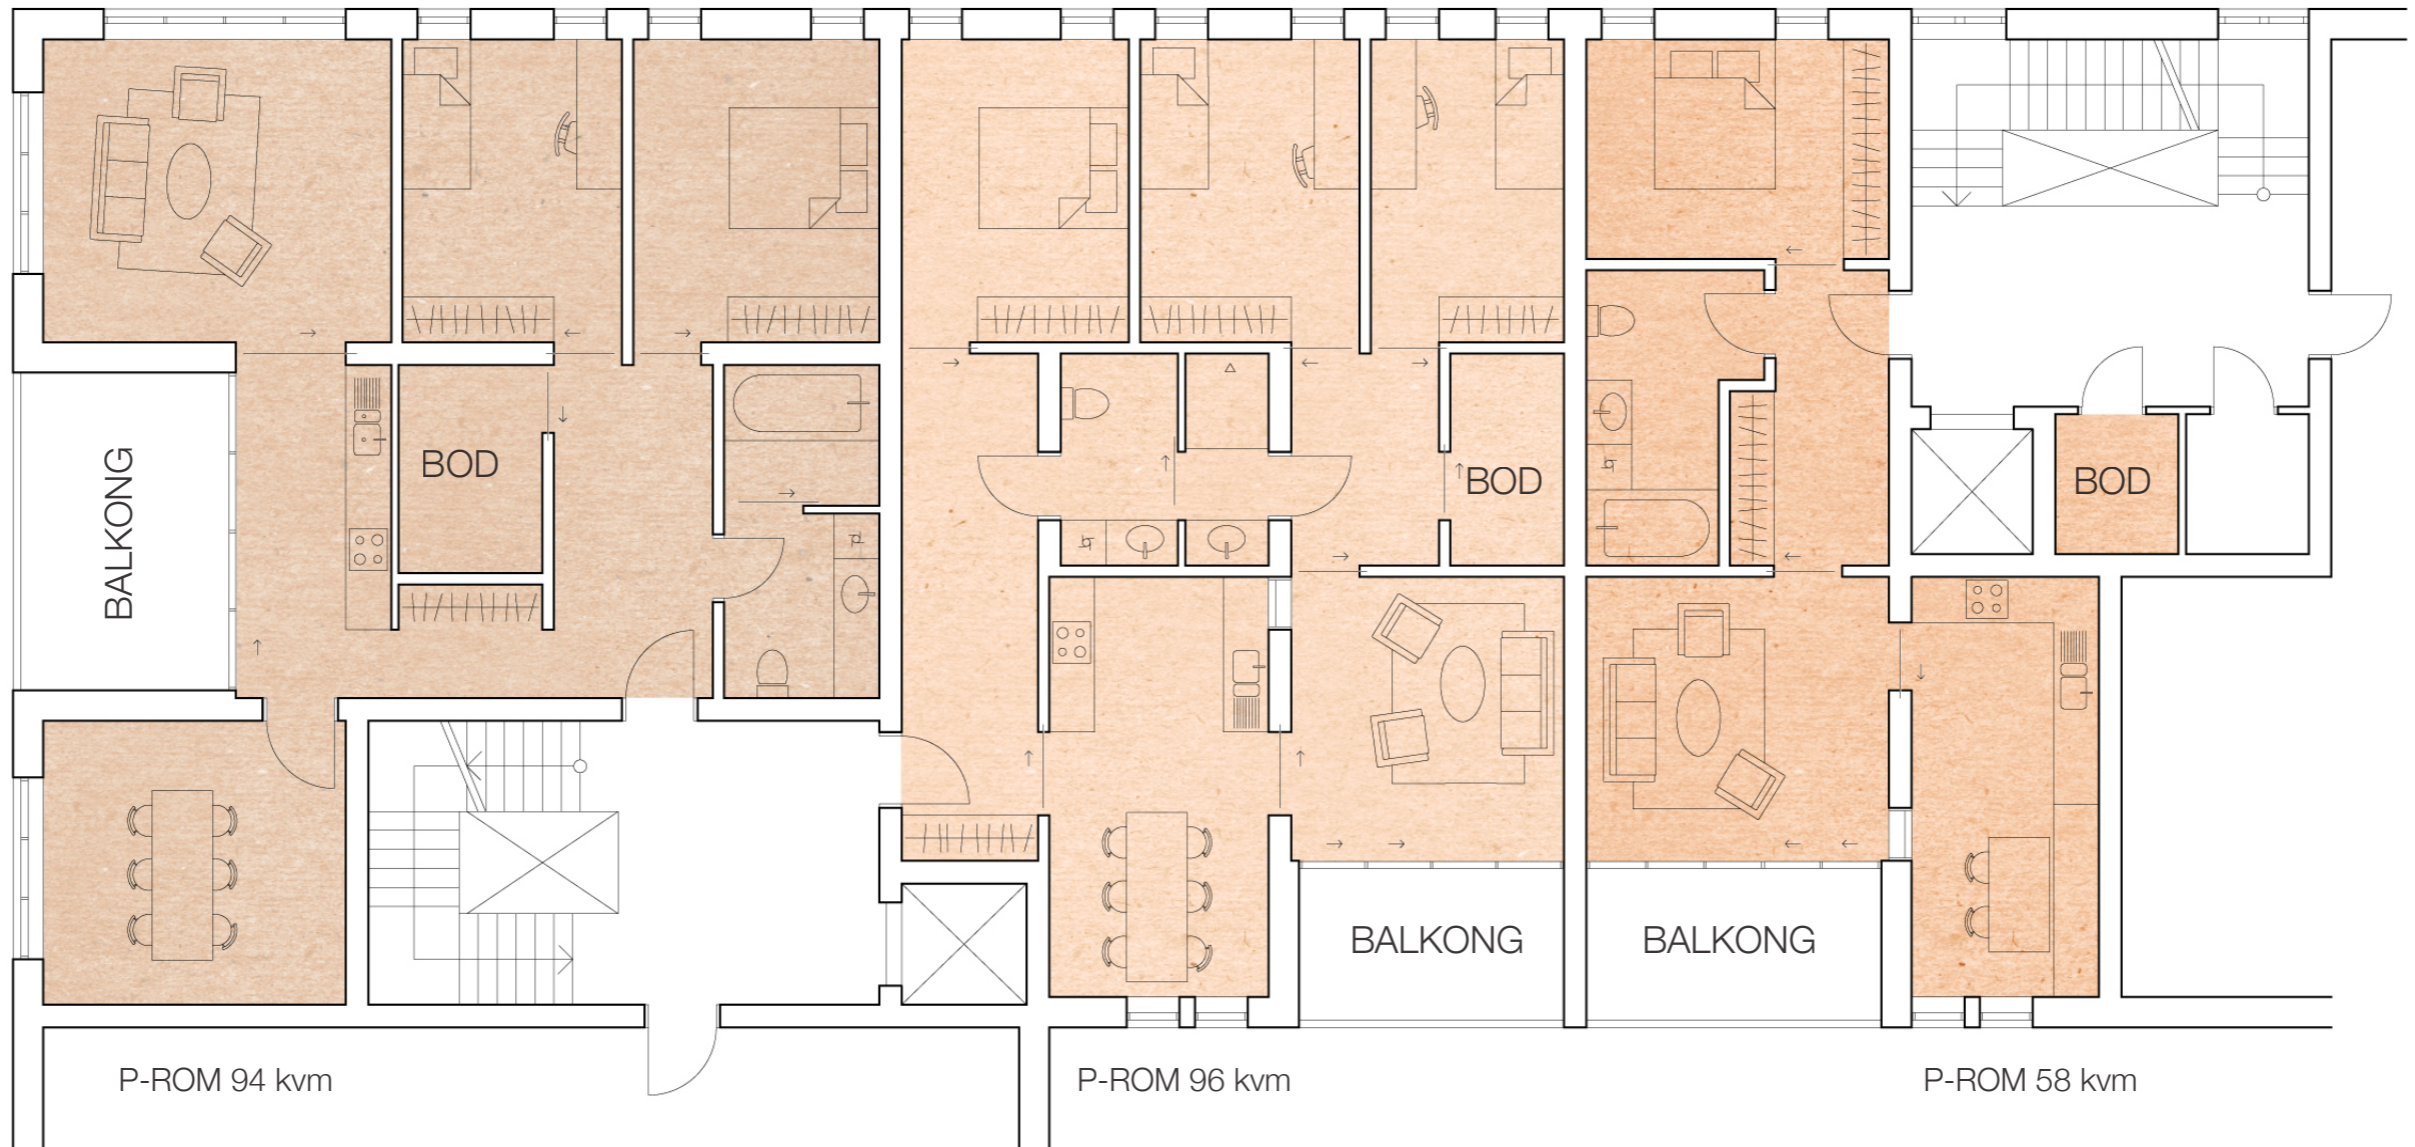 BALKONG
BOD
BOD
BOD
BALKONG
BALKONG
P-ROM 94 kvm
P-ROM 96 kvm
P-ROM 58 kvm